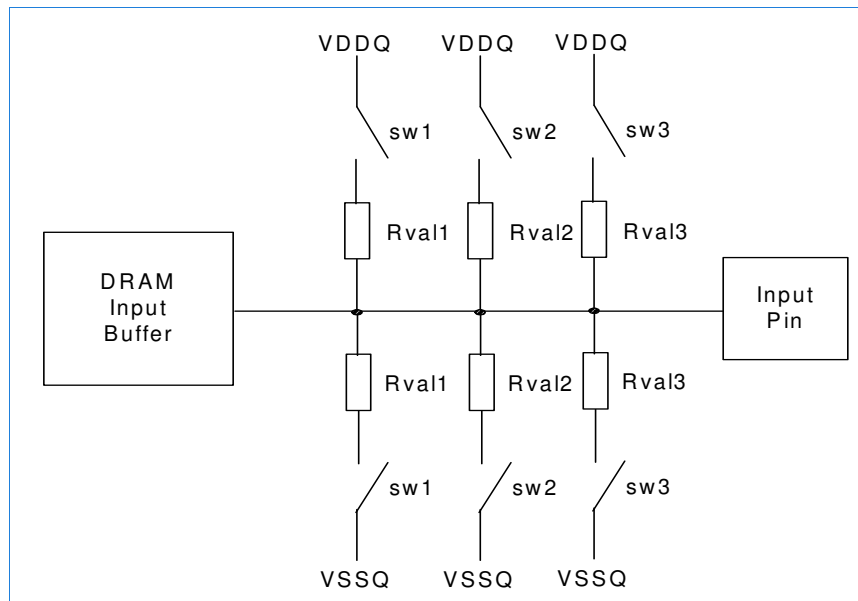 VDDQ VDDQ VDDQ
sw1 sw2 sw3
Rval1 Rval2 Rval3
DRAM
Input
Buffer
Input
Pin
Rval1 Rval2 Rval3
sw1 sw2 sw3
VSSQ VSSQ VSSQ